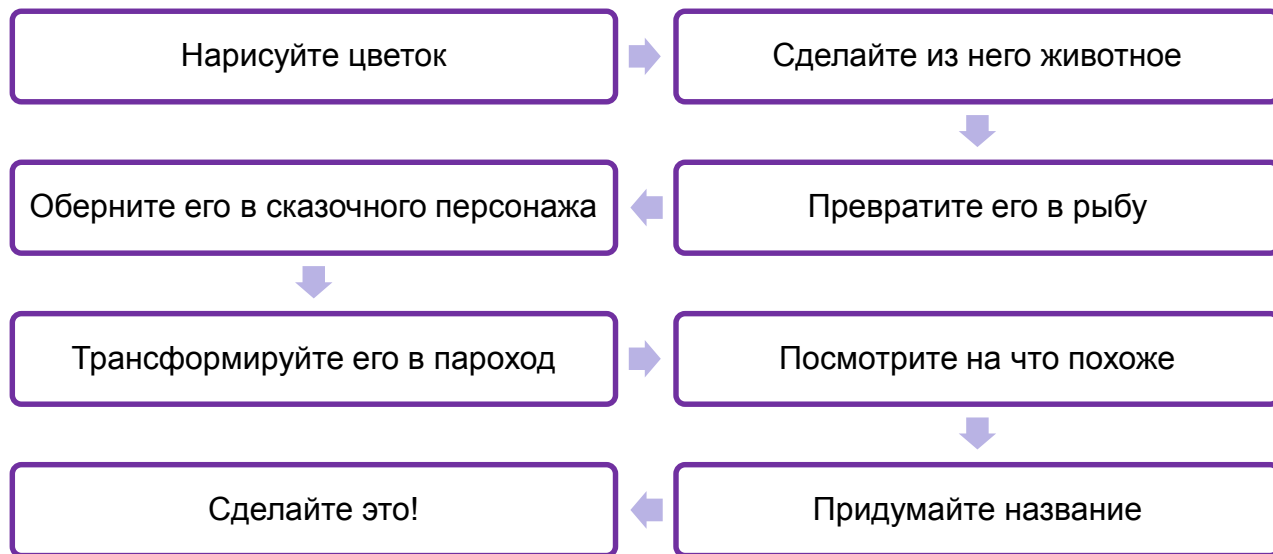 Нарисуйте цветок
Сделайте из него животное
Превратите его в рыбу
Оберните его в сказочного персонажа
Трансформируйте его в пароход
Посмотрите на что похоже
Придумайте название
Сделайте это!